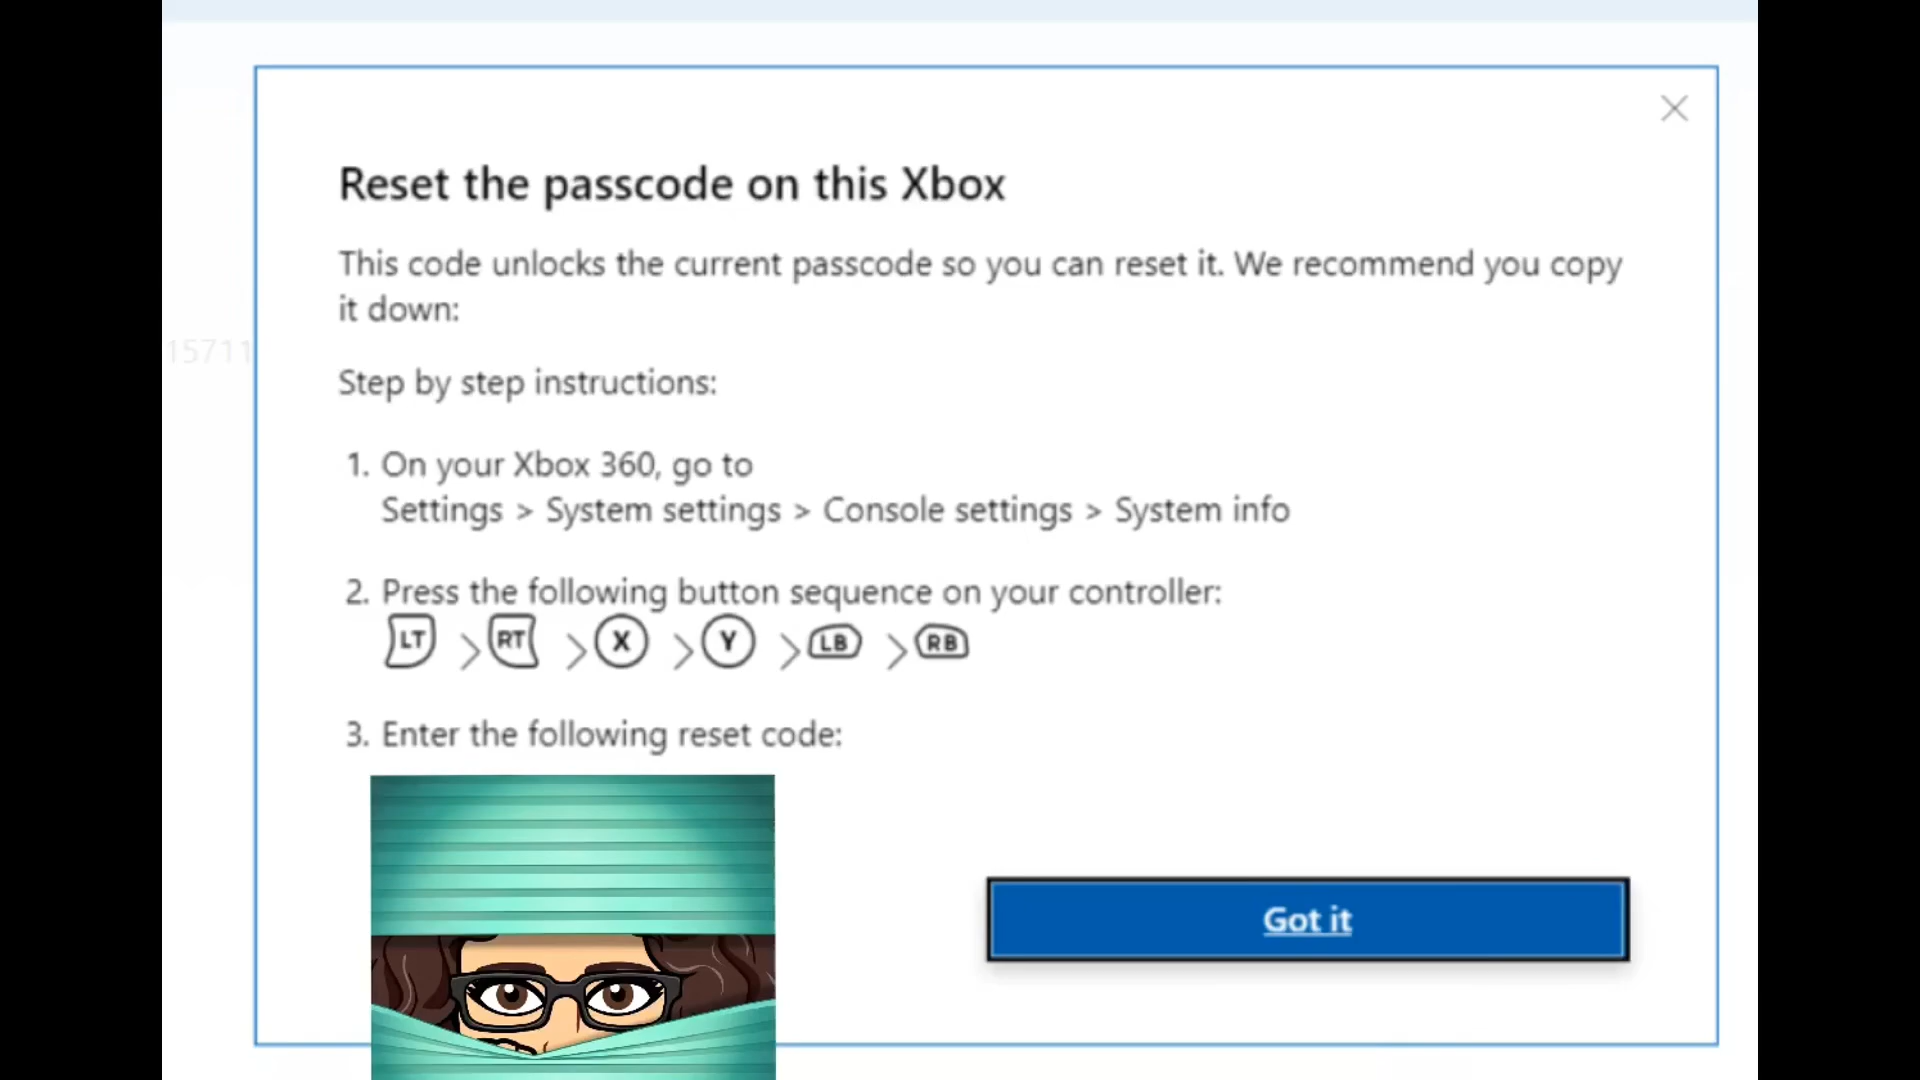 Reset the passcode on this Xbox
This code unlocks the current passcode so you can reset it. We recommend you copy
it down:
15711
Step by step instructions:
1. On your Xbox 360, go to
Settings > System settings > Console settings > System info
2. Press the following button sequence on your controller:
LT > RT > X > Y > LB > RB
3. Enter the following reset code:
Got it